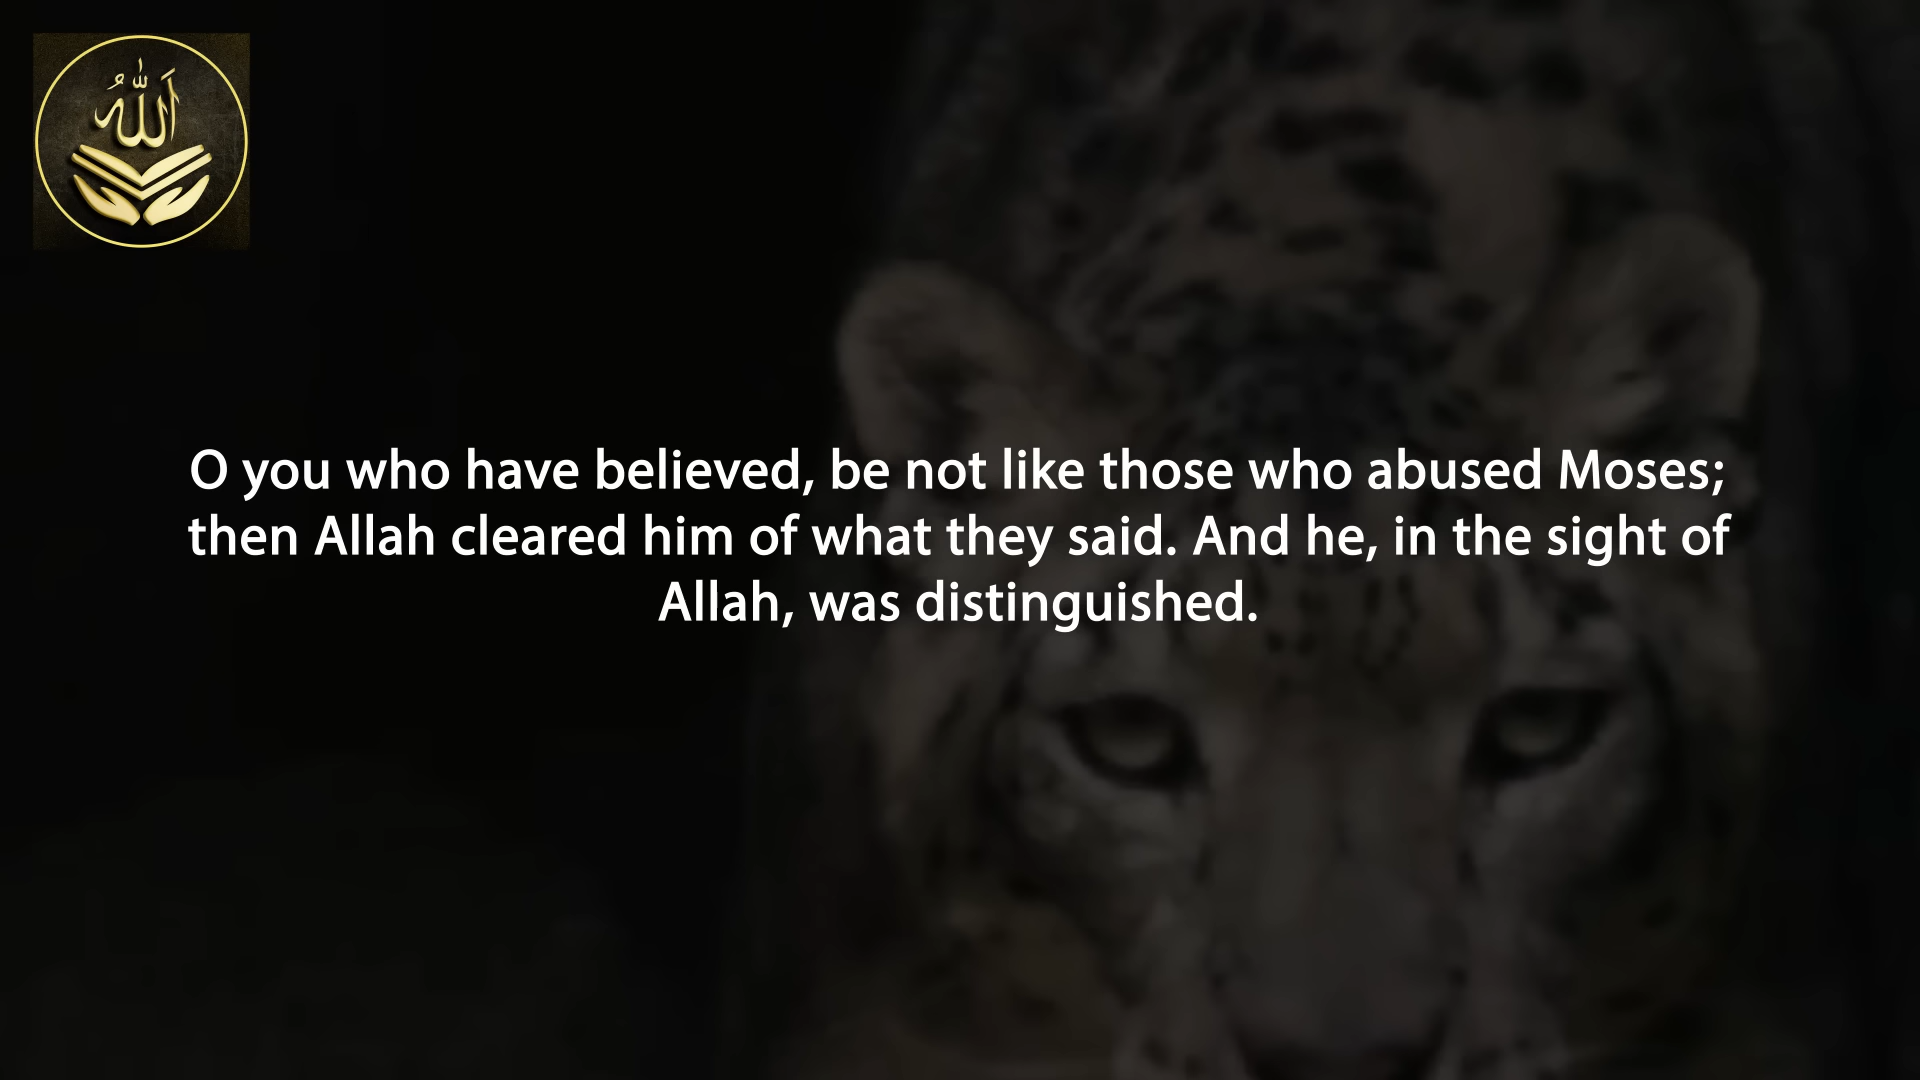 اللّٰهُ
O you who have believed, be not like those who abused Moses;
then Allah cleared him of what they said. And he, in the sight of
Allah, was distinguished.